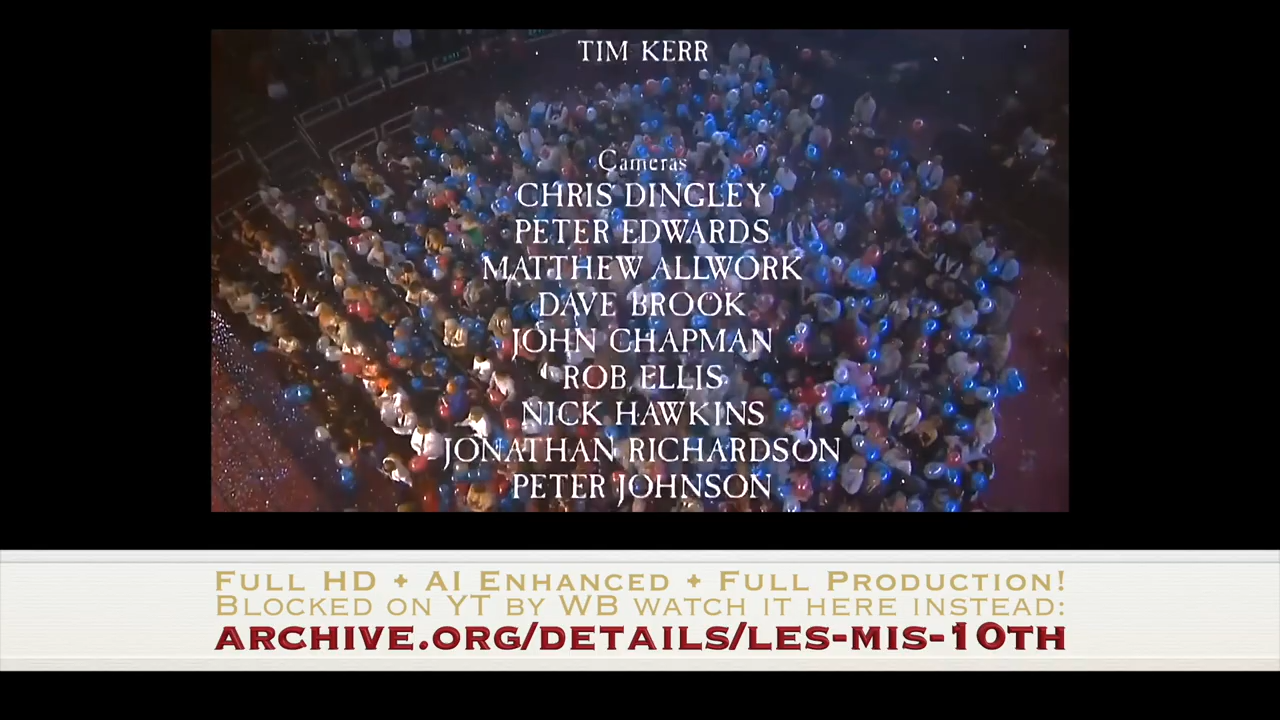 TIM KERR
Cameras
CHRIS DINGLEY
PETER EDWARDS
MATTHEW ALLWORK
DAVE BROOK
JOHN CHAPMAN
ROB ELLIS
NICK HAWKINS
JONATHAN RICHARDSON
PETER JOHNSON
FULL HD + AI ENHANCED + FULL PRODUCTION!
BLOCKED ON YT BY WB WATCH IT HERE INSTEAD:
ARCHIVE.ORG/DETAILS/LES-MIS-10TH